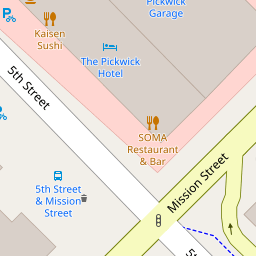 Pickwick
Garage
Kaisen
Sushi
The Pickwick
Hotel
5th Street
SOMA
Restaurant
& Bar
Mission Street
5th Street
& Mission
Street